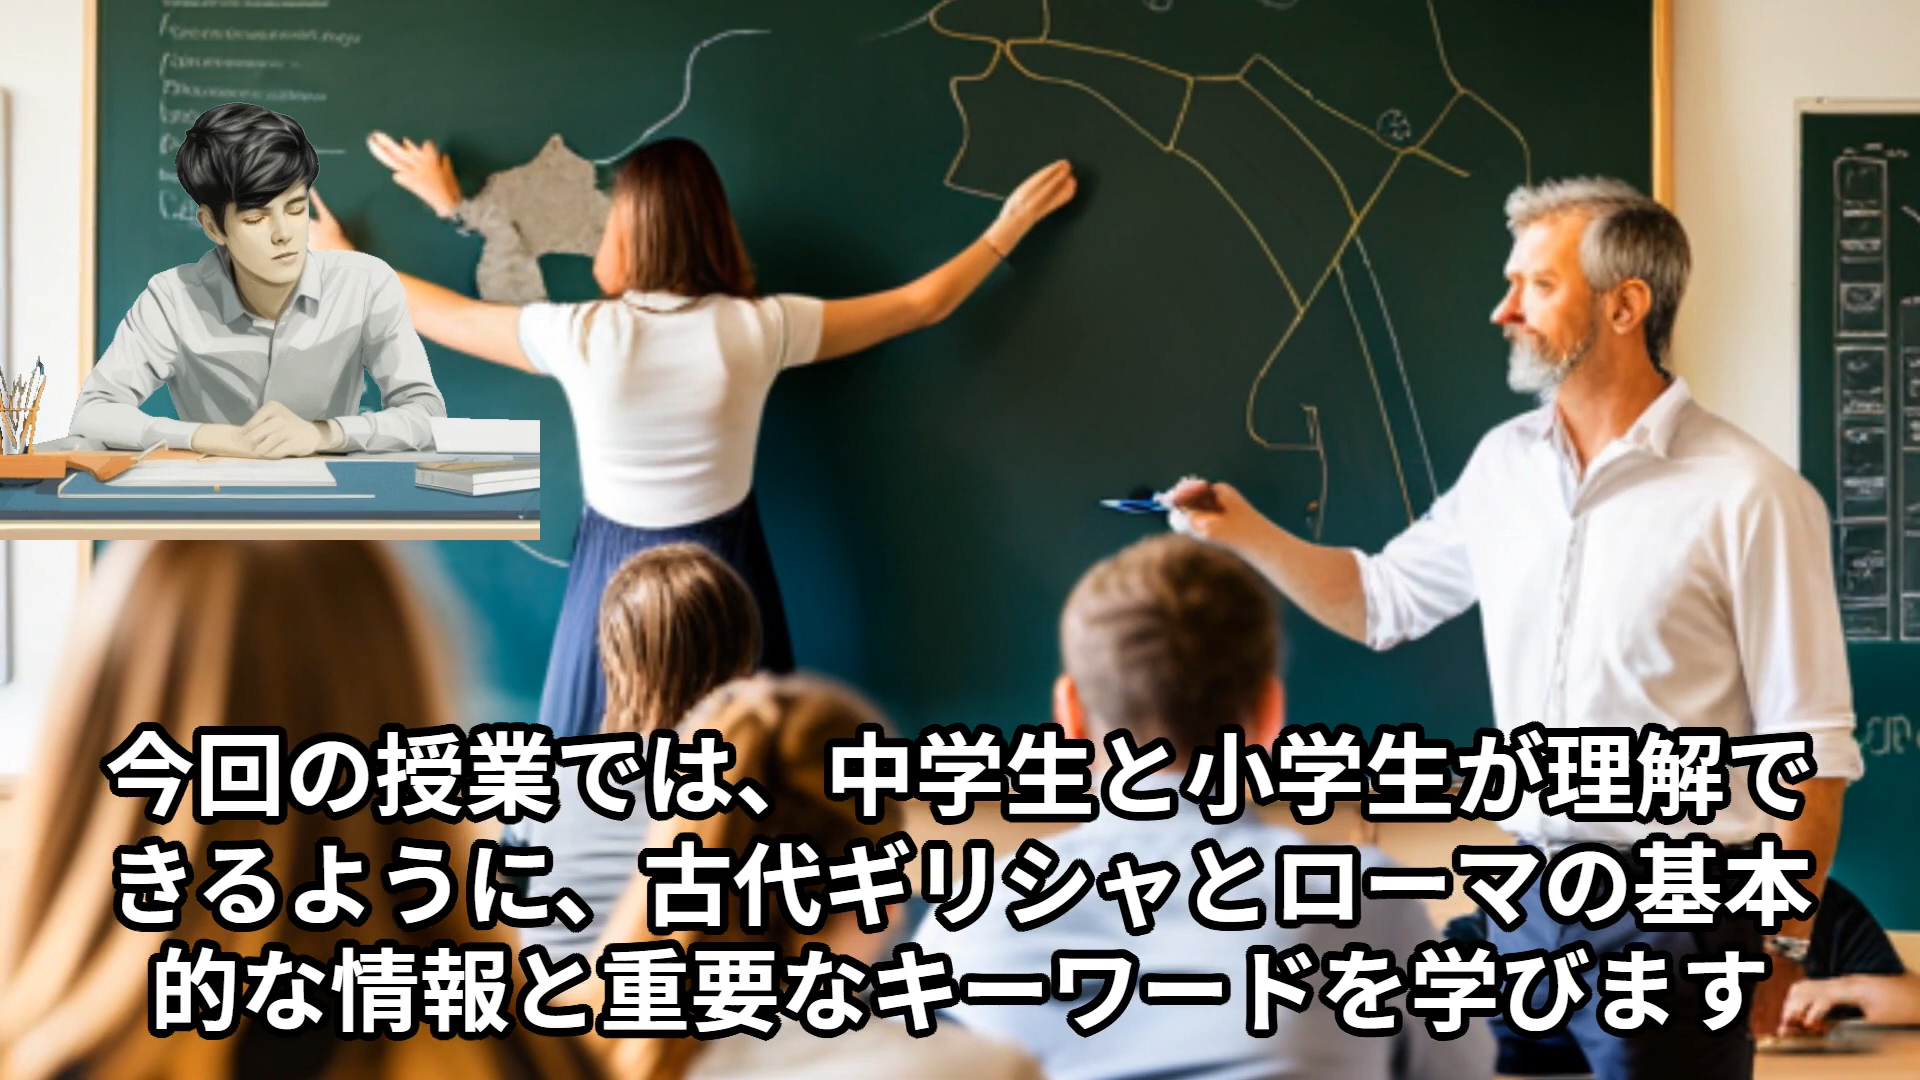 今回の授業では、中学生と小学生が理解で
きるように、古代ギリシャとローマの基本
的な情報と重要なキーワードを学びます